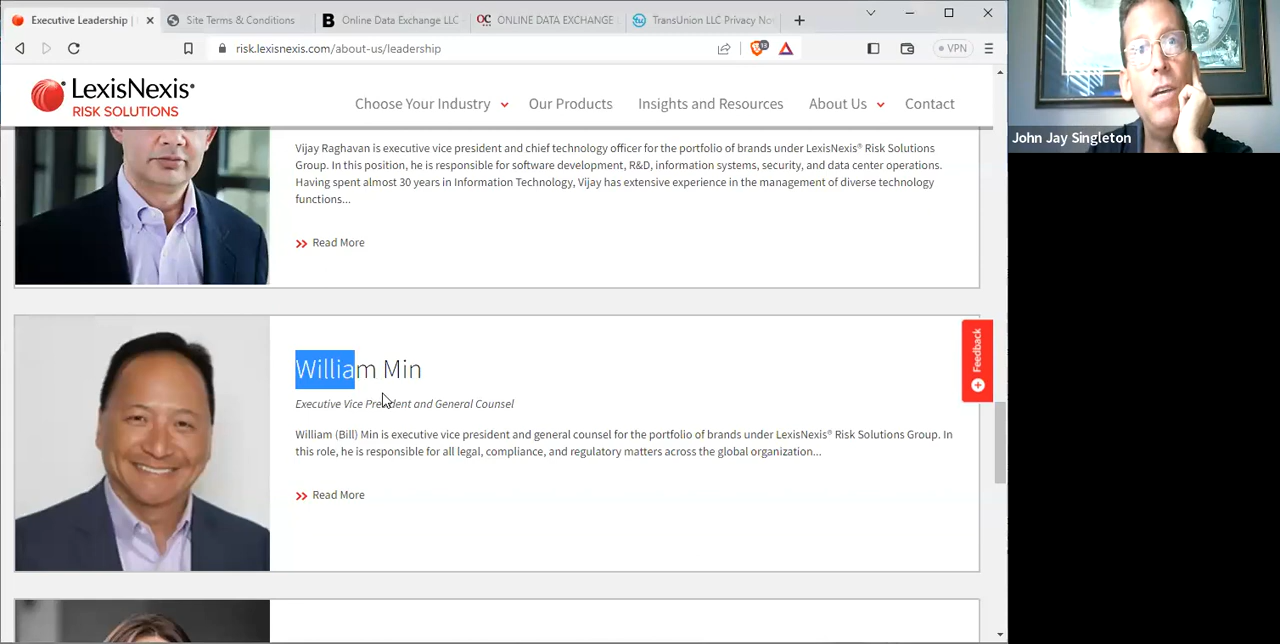 Executive Leadership |
Site Terms & Conditions
B Online Data Exchange LLC
OC ONLINE DATA EXCHANGE
tu TransUnion LLC Privacy No
risk.lexisnexis.com/about-us/leadership
13
VPN
LexisNexis®
RISK SOLUTIONS
Choose Your Industry
Our Products
Insights and Resources
About Us
Contact
John Jay Singleton
Vijay Raghavan is executive vice president and chief technology officer for the portfolio of brands under LexisNexis® Risk Solutions
Group. In this position, he is responsible for software development, R&D, information systems, security, and data center operations.
Having spent almost 30 years in Information Technology, Vijay has extensive experience in the management of diverse technology
functions...
Read More
Feedback
William Min
Executive Vice President and General Counsel
William (Bill) Min is executive vice president and general counsel for the portfolio of brands under LexisNexis® Risk Solutions Group. In
this role, he is responsible for all legal, compliance, and regulatory matters across the global organization...
Read More